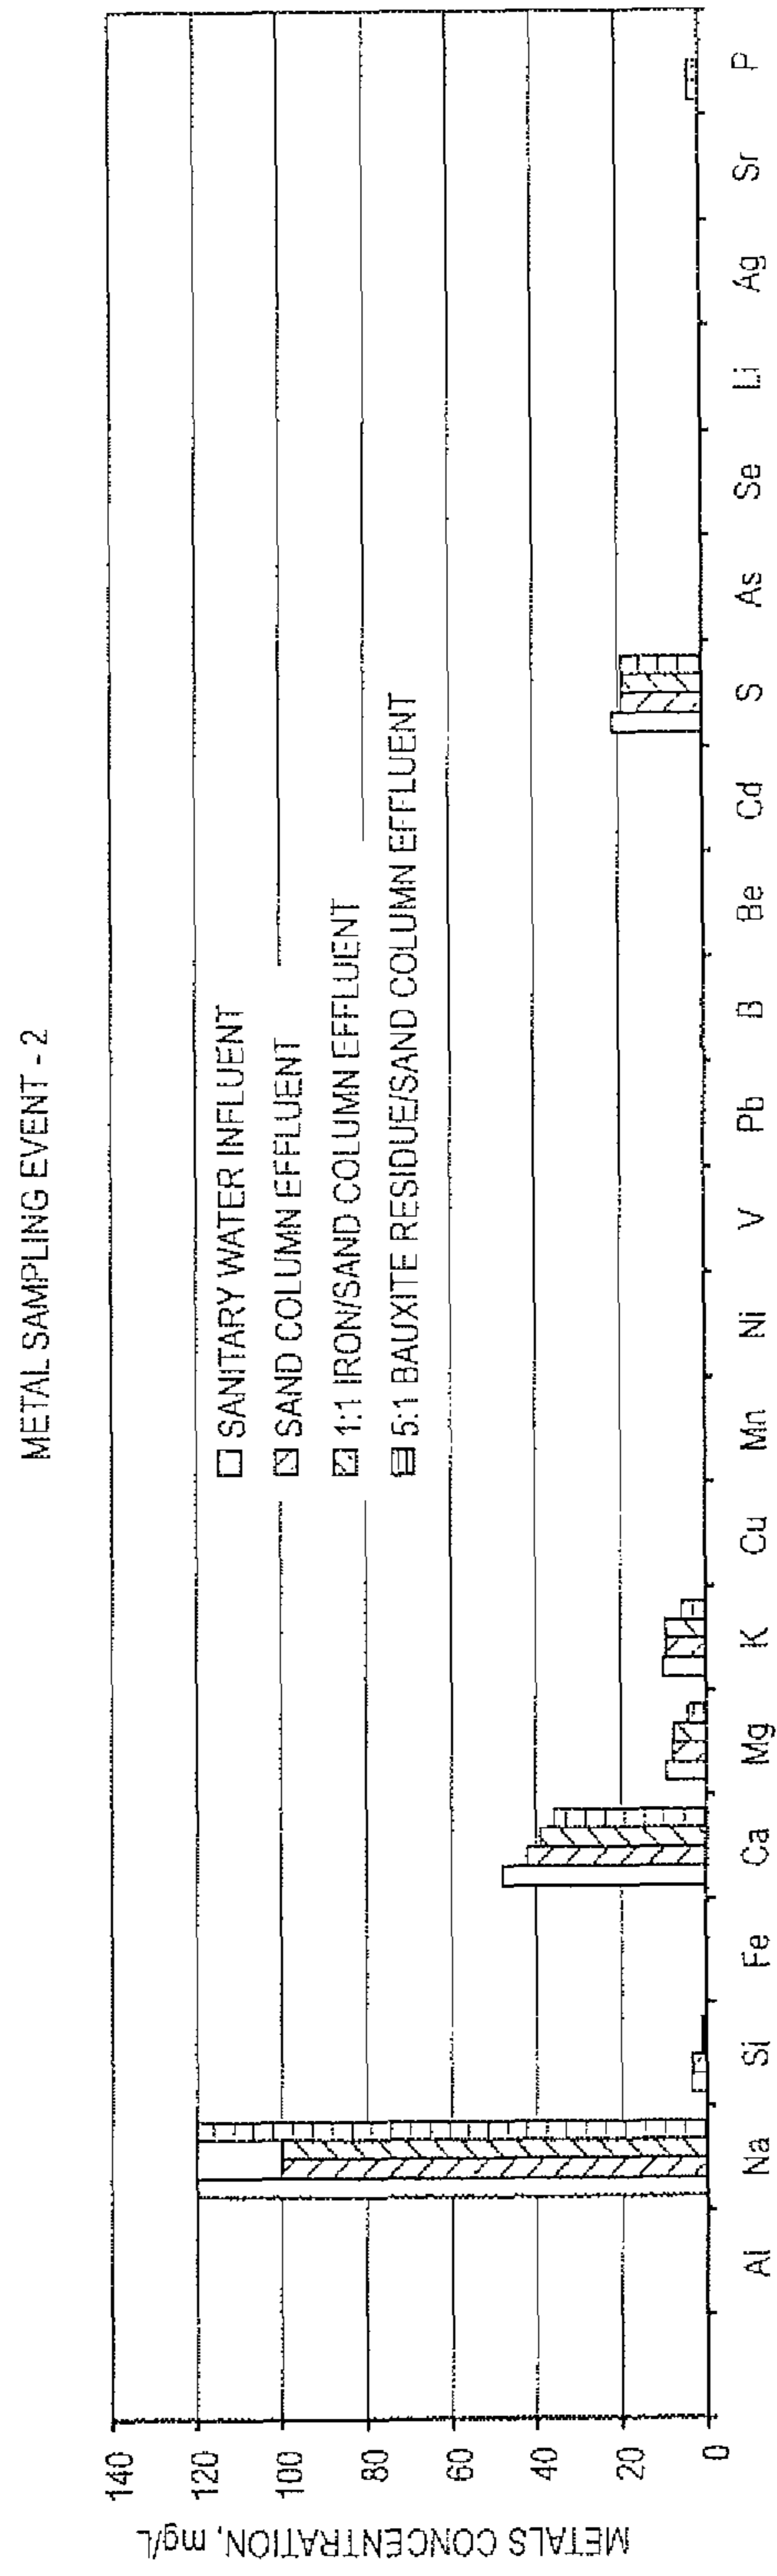 METAL SAMPLING EVENT - 2
METALS CONCENTRATION, mg/L
140
120
100
80
60
40
20
0
SANITARY WATER INFLUENT
SAND COLUMN EFFLUENT
1:1 IRON/SAND COLUMN EFFLUENT
5:1 BAUXITE RESIDUE/SAND COLUMN EFFLUENT
Al Na Si Fe Ca Mg K Cu Mn Ni V Pb B Be Cd S As Se Li Ag Sr P